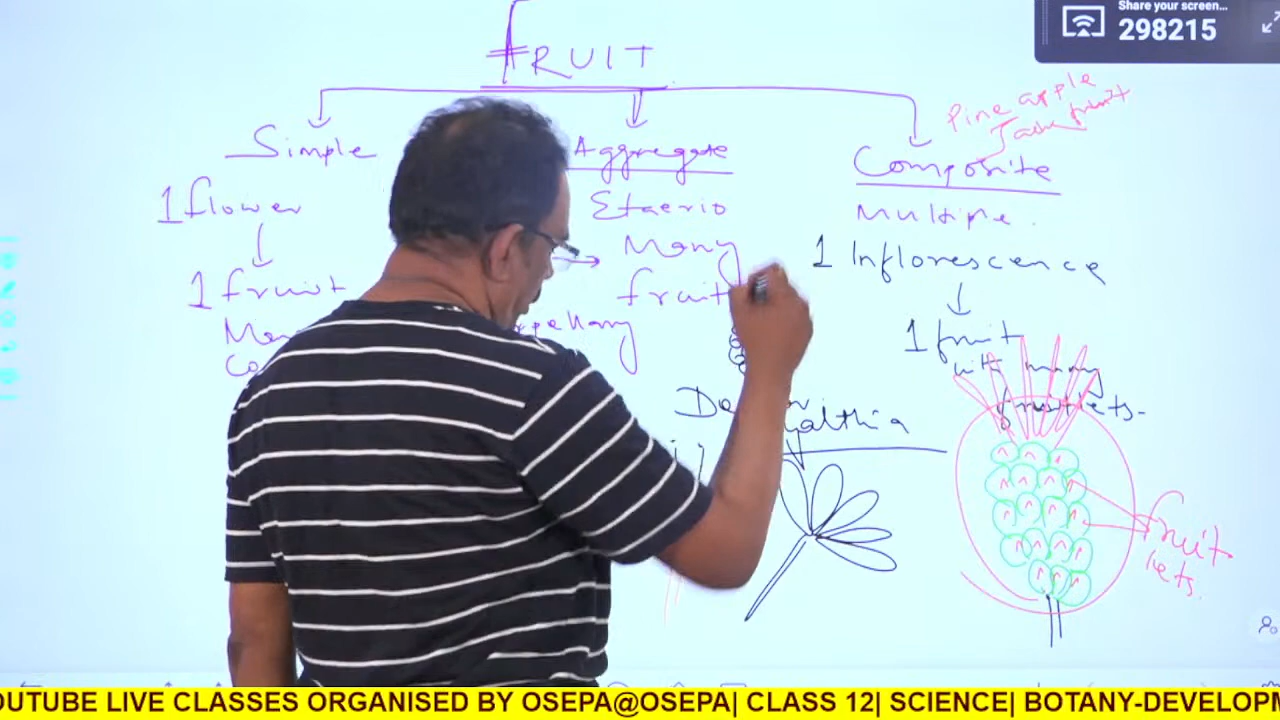 Share your screen...
298215
FRUIT
Pine apple
Simple
Aggregate
Composite
1 flower
Etaerio
Multiple.
Many
1 Inflorescence
1 fruit
fruit
1 fruit
with many
fruitlets.
fruit
lets.
OUTUBE LIVE CLASSES ORGANISED BY OSEPA@OSEPA| CLASS 12| SCIENCE| BOTANY-DEVELOPM